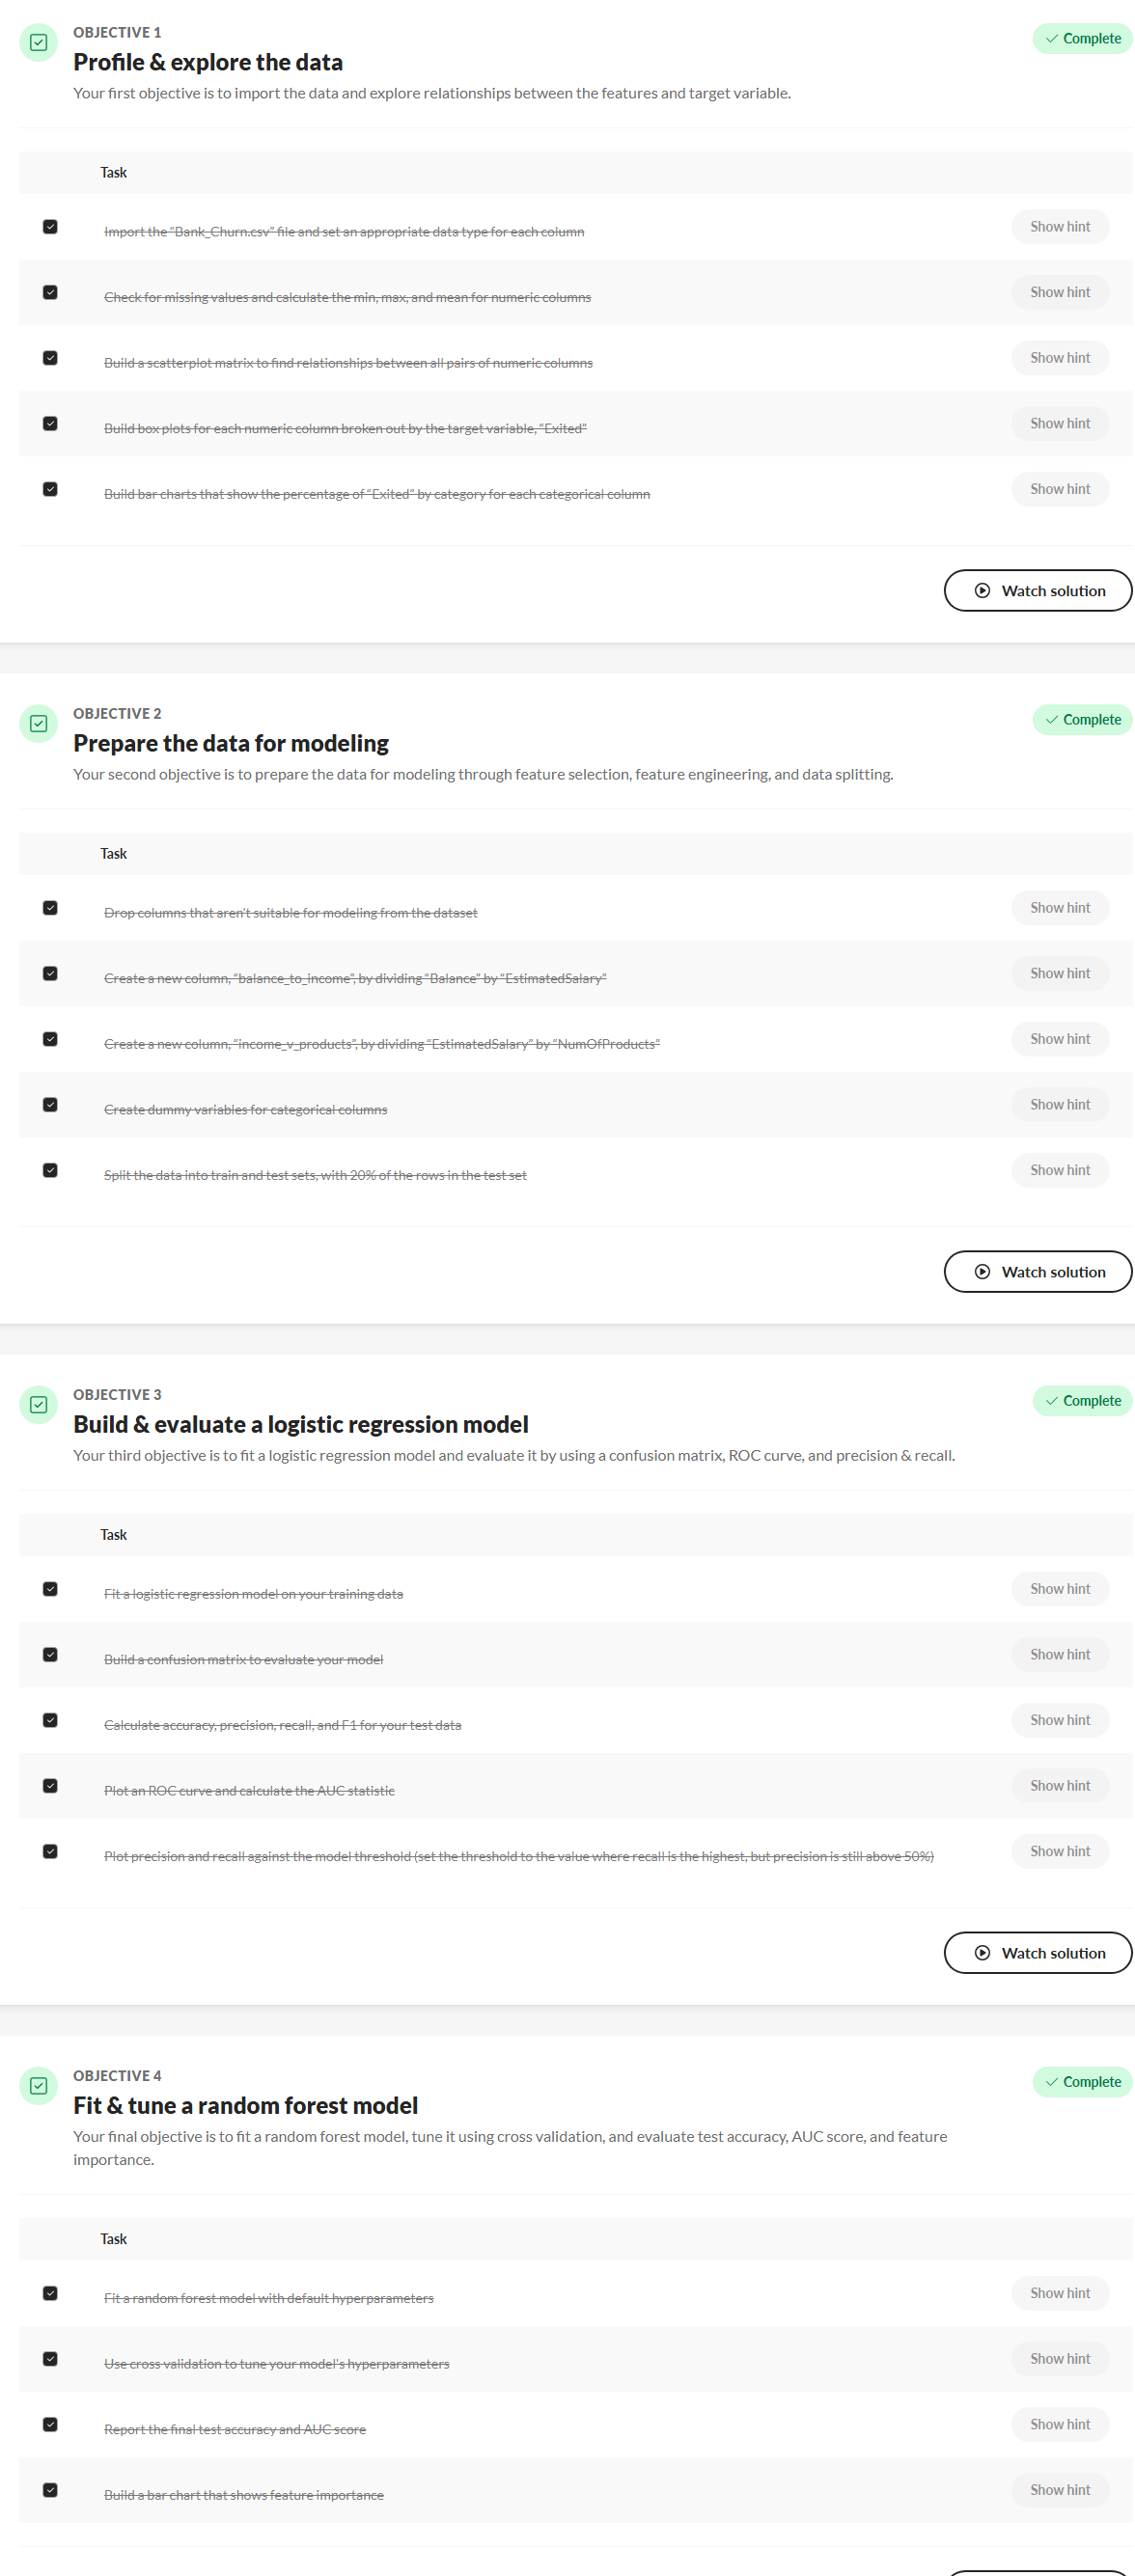 OBJECTIVE 1
Complete
Profile & explore the data
Your first objective is to import the data and explore relationships between the features and target variable.
Task
Import the “Bank_Churn.csv” file and set an appropriate data type for each column
Show hint
Check for missing values and calculate the min, max, and mean for numeric columns
Show hint
Build a scatterplot matrix to find relationships between all pairs of numeric columns
Show hint
Build box plots for each numeric column broken out by the target variable, “Exited”
Show hint
Build bar charts that show the percentage of “Exited” by category for each categorical column
Show hint
Watch solution
OBJECTIVE 2
Complete
Prepare the data for modeling
Your second objective is to prepare the data for modeling through feature selection, feature engineering, and data splitting.
Task
Drop columns that aren’t suitable for modeling from the dataset
Show hint
Create a new column, “balance_to_income”, by dividing “Balance” by “EstimatedSalary”
Show hint
Create a new column, “income_v_products”, by dividing “EstimatedSalary” by “NumOfProducts”
Show hint
Create dummy variables for categorical columns
Show hint
Split the data into train and test sets, with 20% of the rows in the test set
Show hint
Watch solution
OBJECTIVE 3
Complete
Build & evaluate a logistic regression model
Your third objective is to fit a logistic regression model and evaluate it by using a confusion matrix, ROC curve, and precision & recall.
Task
Fit a logistic regression model on your training data
Show hint
Build a confusion matrix to evaluate your model
Show hint
Calculate accuracy, precision, recall, and F1 for your test data
Show hint
Plot an ROC curve and calculate the AUC statistic
Show hint
Plot precision and recall against the model threshold (set the threshold to the value where recall is the highest, but precision is still above 50%)
Show hint
Watch solution
OBJECTIVE 4
Complete
Fit & tune a random forest model
Your final objective is to fit a random forest model, tune it using cross validation, and evaluate test accuracy, AUC score, and feature
importance.
Task
Fit a random forest model with default hyperparameters
Show hint
Use cross validation to tune your model's hyperparameters
Show hint
Report the final test accuracy and AUC score
Show hint
Build a bar chart that shows feature importance
Show hint